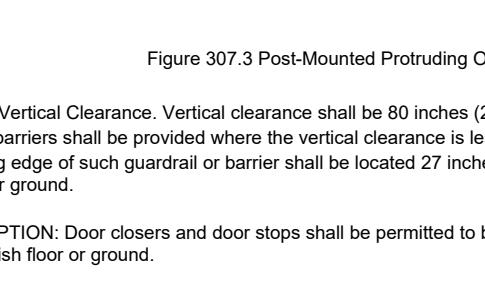 Figure 307.3 Post-Mounted Protruding O
Vertical Clearance. Vertical clearance shall be 80 inches (2
barriers shall be provided where the vertical clearance is le
g edge of such guardrail or barrier shall be located 27 inche
r ground.
PTION: Door closers and door stops shall be permitted to b
ish floor or ground.